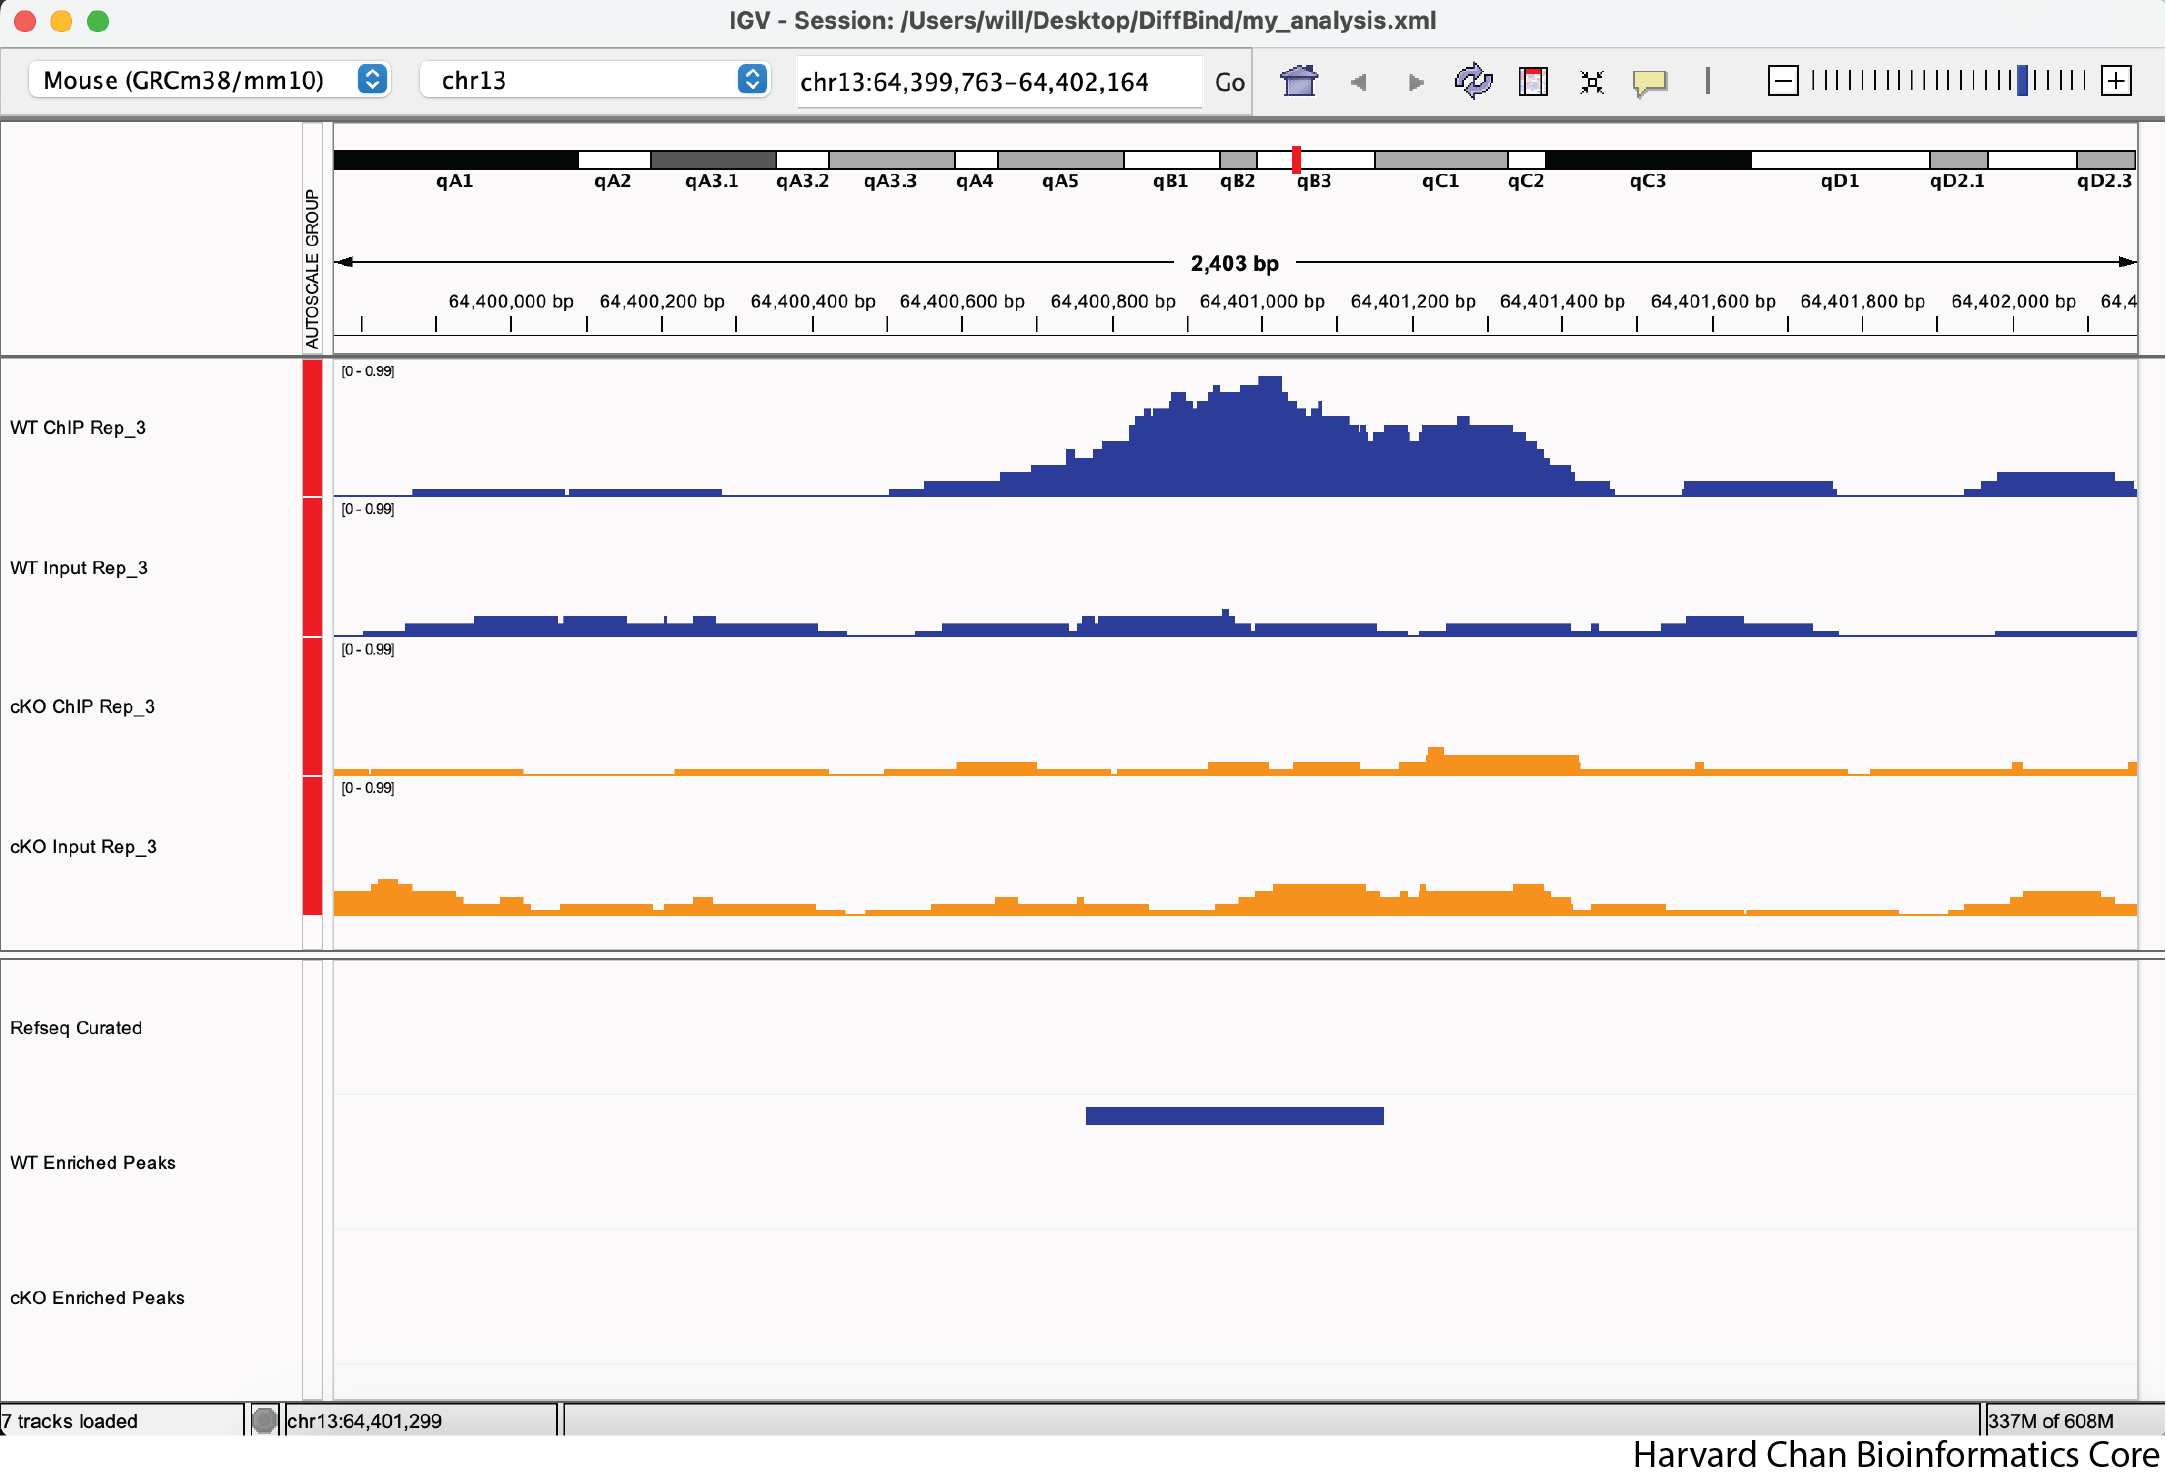 IGV - Session: /Users/will/Desktop/DiffBind/my_analysis.xml
Mouse (GRCm38/mm10) chr13 chr13:64,399,763-64,402,164 Go
qA1 qA2 qA3.1 qA3.2 qA3.3 qA4 qA5 qB1 qB2 qB3 qC1 qC2 qC3 qD1 qD2.1 qD2.3
AUTOSCALE GROUP
2,403 bp
64,400,000 bp 64,400,200 bp 64,400,400 bp 64,400,600 bp 64,400,800 bp 64,401,000 bp 64,401,200 bp 64,401,400 bp 64,401,600 bp 64,401,800 bp 64,402,000 bp 64,4
[0 - 0.99]
WT ChIP Rep_3
[0 - 0.99]
WT Input Rep_3
[0 - 0.99]
cKO ChIP Rep_3
[0 - 0.99]
cKO Input Rep_3
Refseq Curated
WT Enriched Peaks
cKO Enriched Peaks
7 tracks loaded chr13:64,401,299 337M of 608M
Harvard Chan Bioinformatics Core